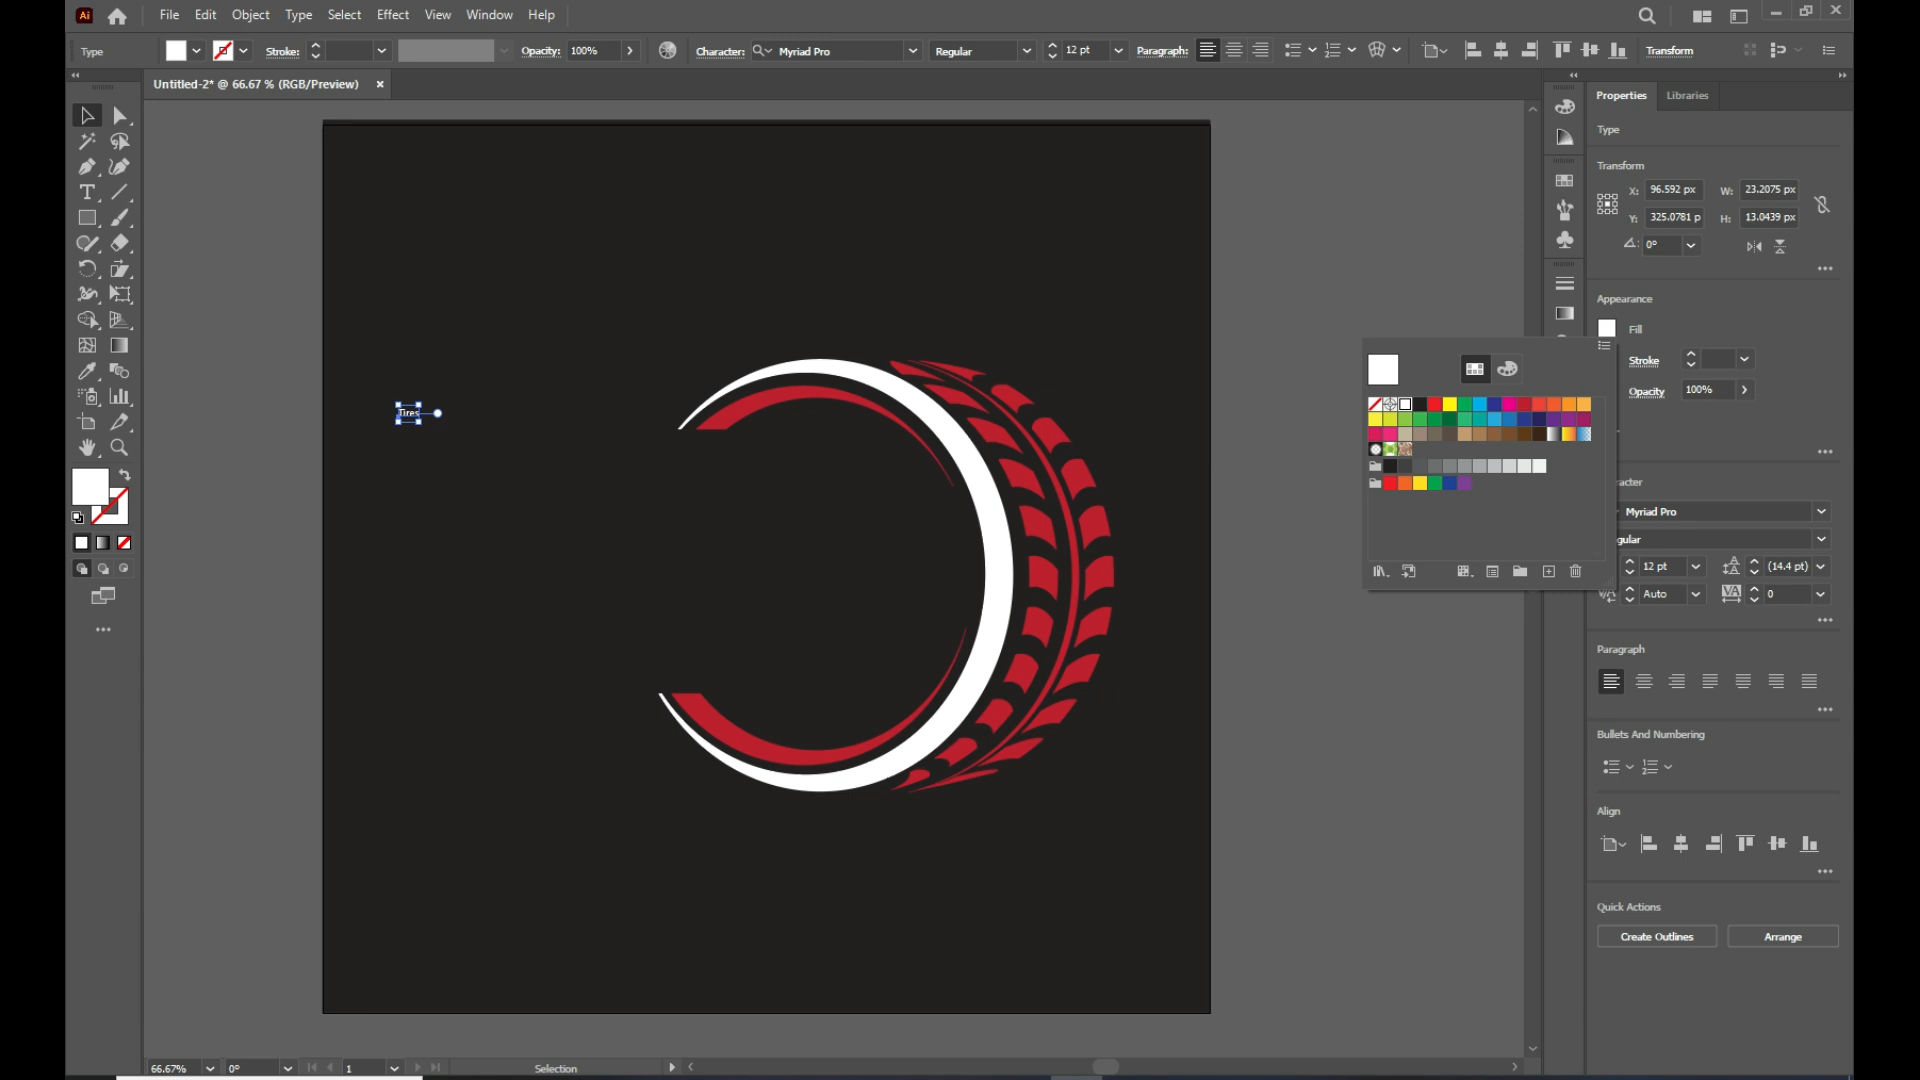 Ai File Edit Object Type Select Effect View Window Help
Type Stroke: Opacity: 100% Character: Myriad Pro Regular 12 pt Paragraph: Transform
Untitled-2* @ 66.67 % (RGB/Preview) ×
Properties Libraries
Type
Transform
X: 96.592 px W: 23.2075 px
Y: 325.0781 p H: 13.0439 px
0°
Appearance
Fill
Stroke
Opacity 100%
Tires
Myriad Pro
12 pt (14.4 pt)
Auto 0
Paragraph
Bullets And Numbering
Align
Quick Actions
Create Outlines Arrange
66.67% 0° 1 Selection